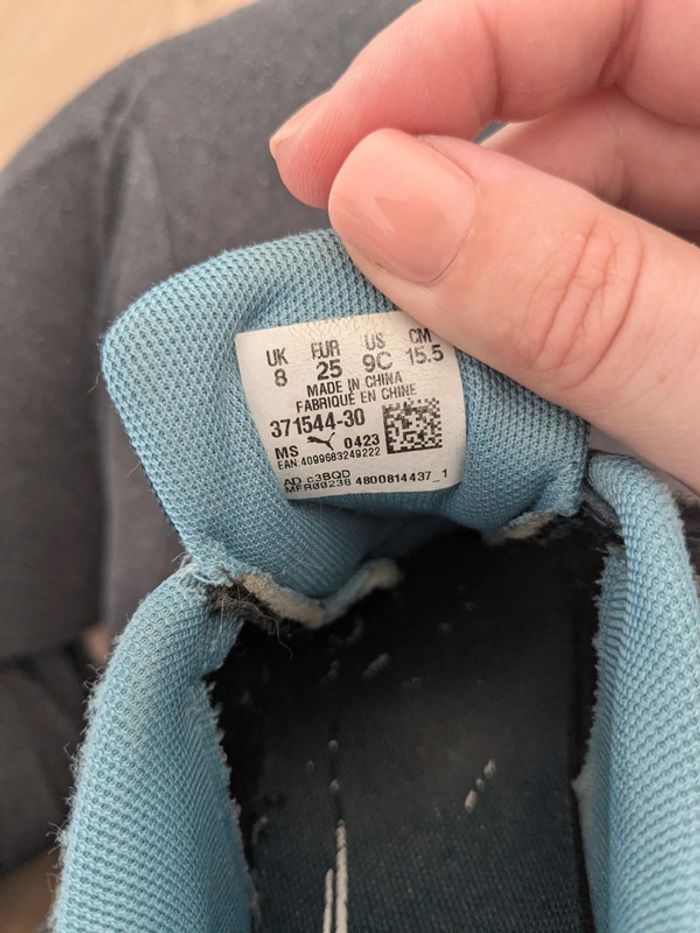 UK EUR US CM
8 25 9C 15.5
MADE IN CHINA
FABRIQUÉ EN CHINE
371544-30
MS 0423
EAN:4099683249222
AD c3BQD
MFR00238 4800814437_1